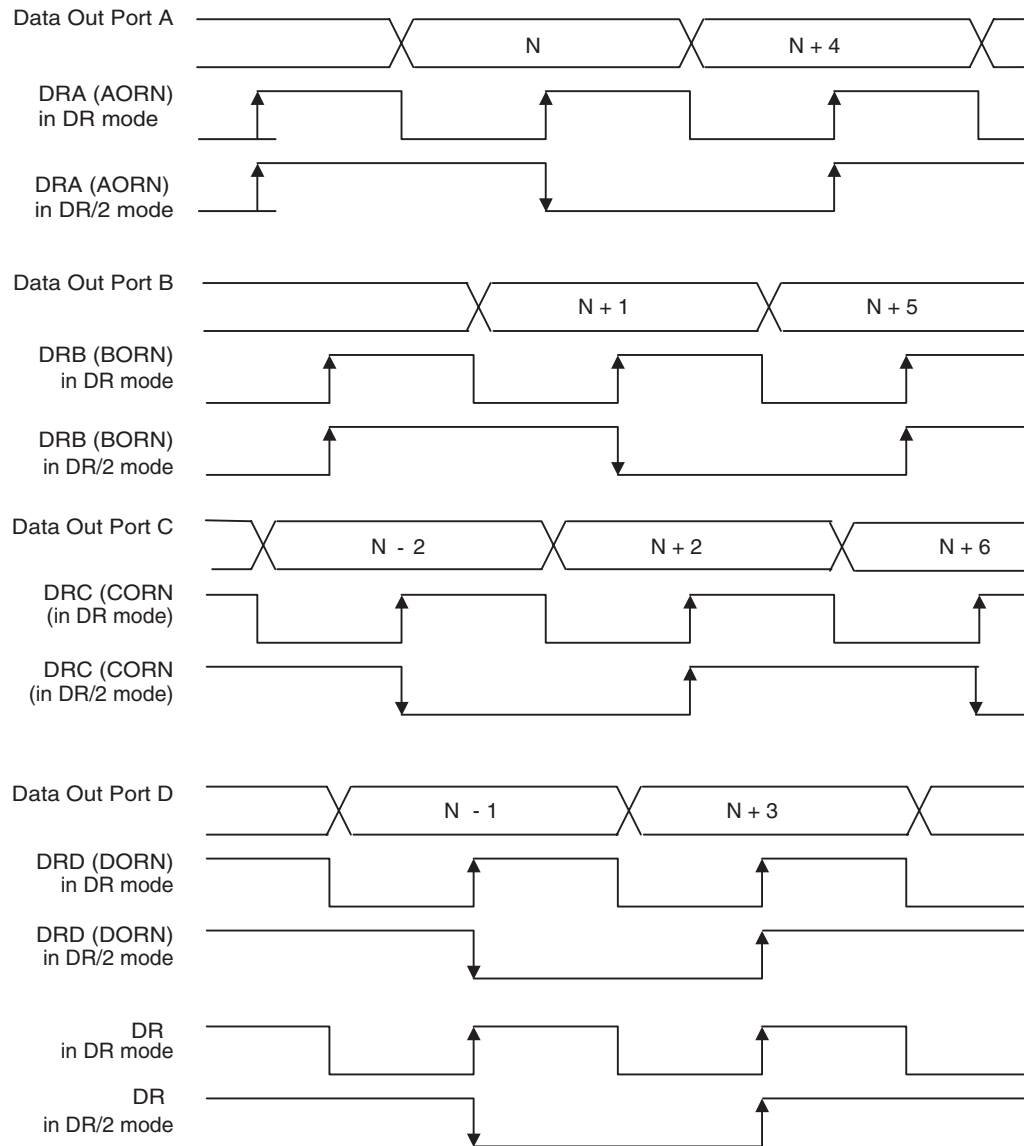 Data Out Port A
N
N + 4
DRA (AORN)
in DR mode
DRA (AORN)
in DR/2 mode
Data Out Port B
N + 1
N + 5
DRB (BORN)
in DR mode
DRB (BORN)
in DR/2 mode
Data Out Port C
N - 2
N + 2
N + 6
DRC (CORN
(in DR mode)
DRC (CORN
(in DR/2 mode)
Data Out Port D
N - 1
N + 3
DRD (DORN)
in DR mode
DRD (DORN)
in DR/2 mode
DR
in DR mode
DR
in DR/2 mode